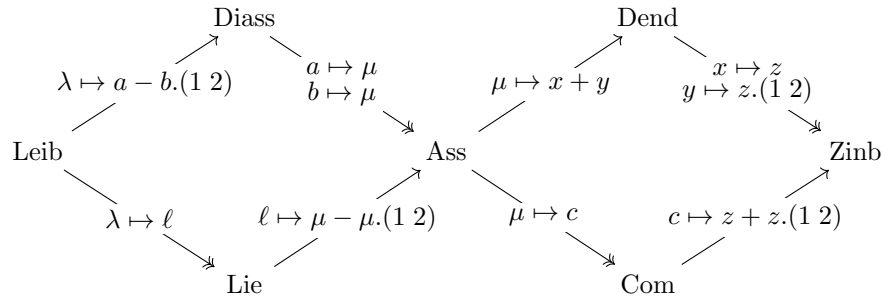 Diass
Dend
λ ↦ a − b.(1 2)
a ↦ μ
b ↦ μ
μ ↦ x + y
x ↦ z
y ↦ z.(1 2)
Leib
Ass
Zinb
λ ↦ ℓ
ℓ ↦ μ − μ.(1 2)
μ ↦ c
c ↦ z + z.(1 2)
Lie
Com